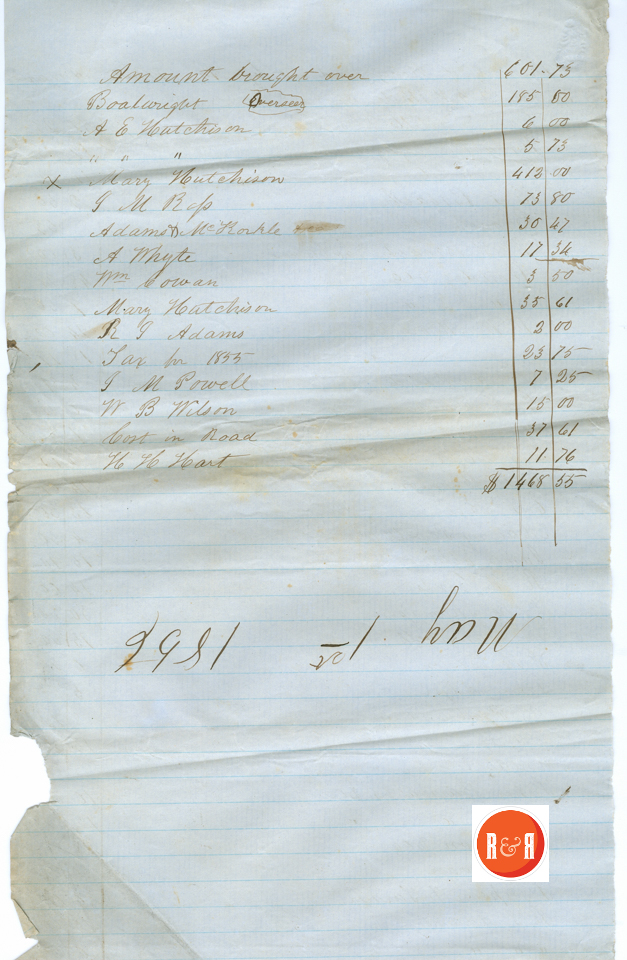 Amount brought over 601.73
Boalwright Overseer 185 00
A E Hutchison 6 00
" " " 5 73
x Mary Hutchison 412 00
J M Ross 73 80
Adams & McKorkle 30 47
A Whyte 17 34
Wm Cowan 3 50
Mary Hutchison 35 61
R J Adams 2 00
Tax for 1855 23 75
J M Powell 7 25
W B Wilson 15 00
Cost in Road 37 61
H H Hart 11 76
$ 1468 55
May 1st 1856
R&R